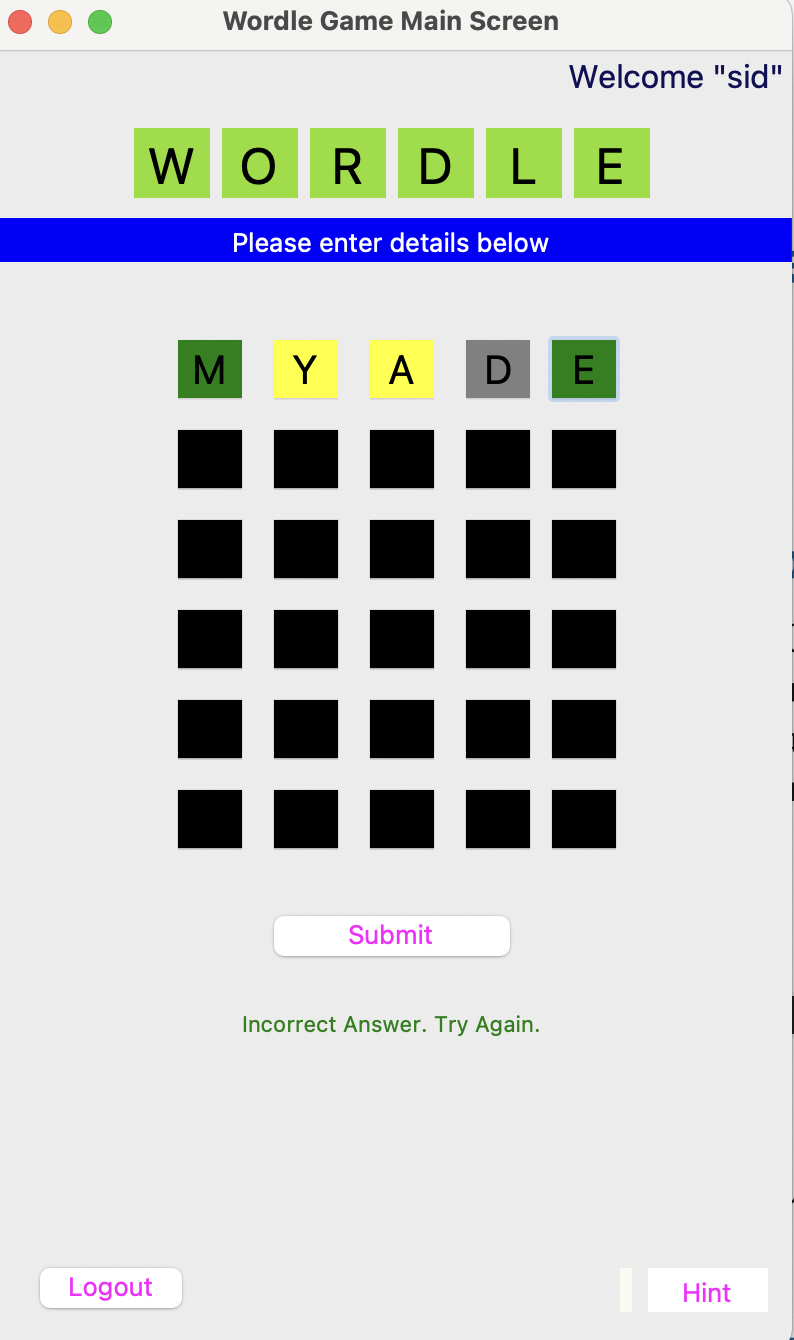 Wordle Game Main Screen
Welcome "sid"
W O R D L E
Please enter details below
M Y A D E
Submit
Incorrect Answer. Try Again.
Logout
Hint